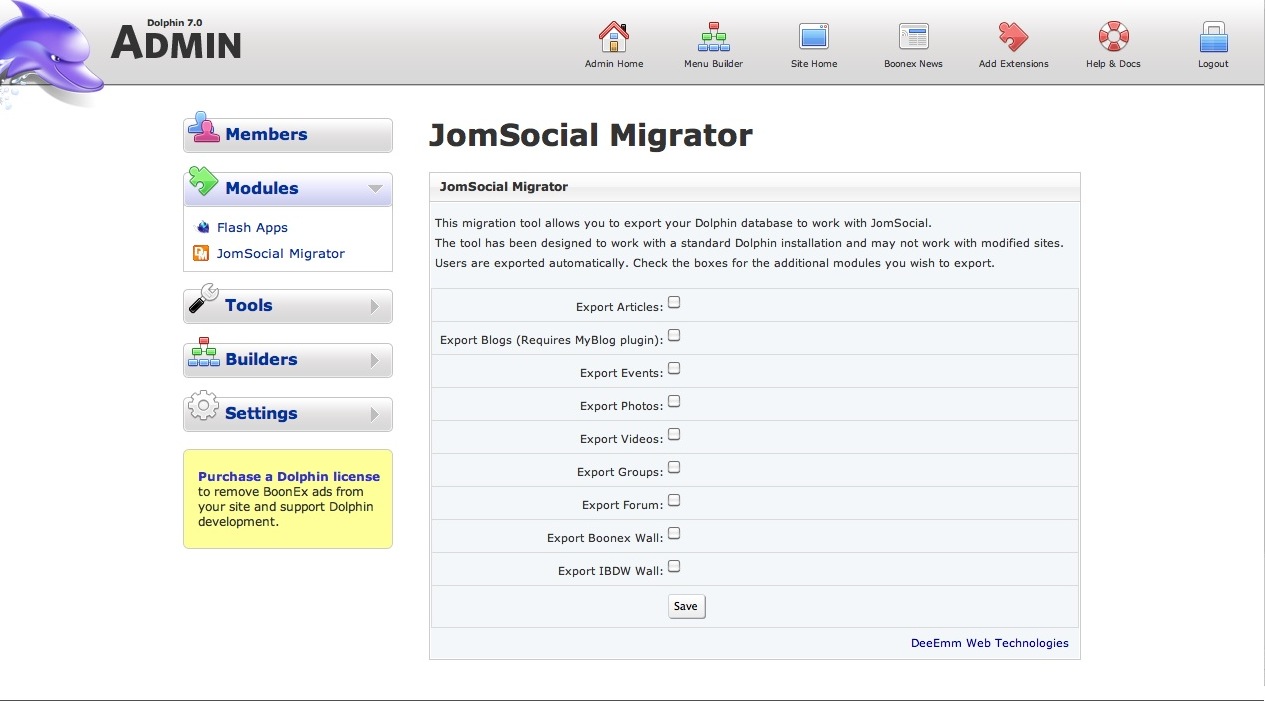 Dolphin 7.0
ADMIN
Admin Home
Menu Builder
Site Home
Boonex News
Add Extensions
Help & Docs
Logout
Members
Modules
Flash Apps
JomSocial Migrator
Tools
Builders
Settings
Purchase a Dolphin license
to remove BoonEx ads from
your site and support Dolphin
development.
JomSocial Migrator
JomSocial Migrator
This migration tool allows you to export your Dolphin database to work with JomSocial.
The tool has been designed to work with a standard Dolphin installation and may not work with modified sites.
Users are exported automatically. Check the boxes for the additional modules you wish to export.
Export Articles:
Export Blogs (Requires MyBlog plugin):
Export Events:
Export Photos:
Export Videos:
Export Groups:
Export Forum:
Export Boonex Wall:
Export IBDW Wall:
Save
DeeEmm Web Technologies